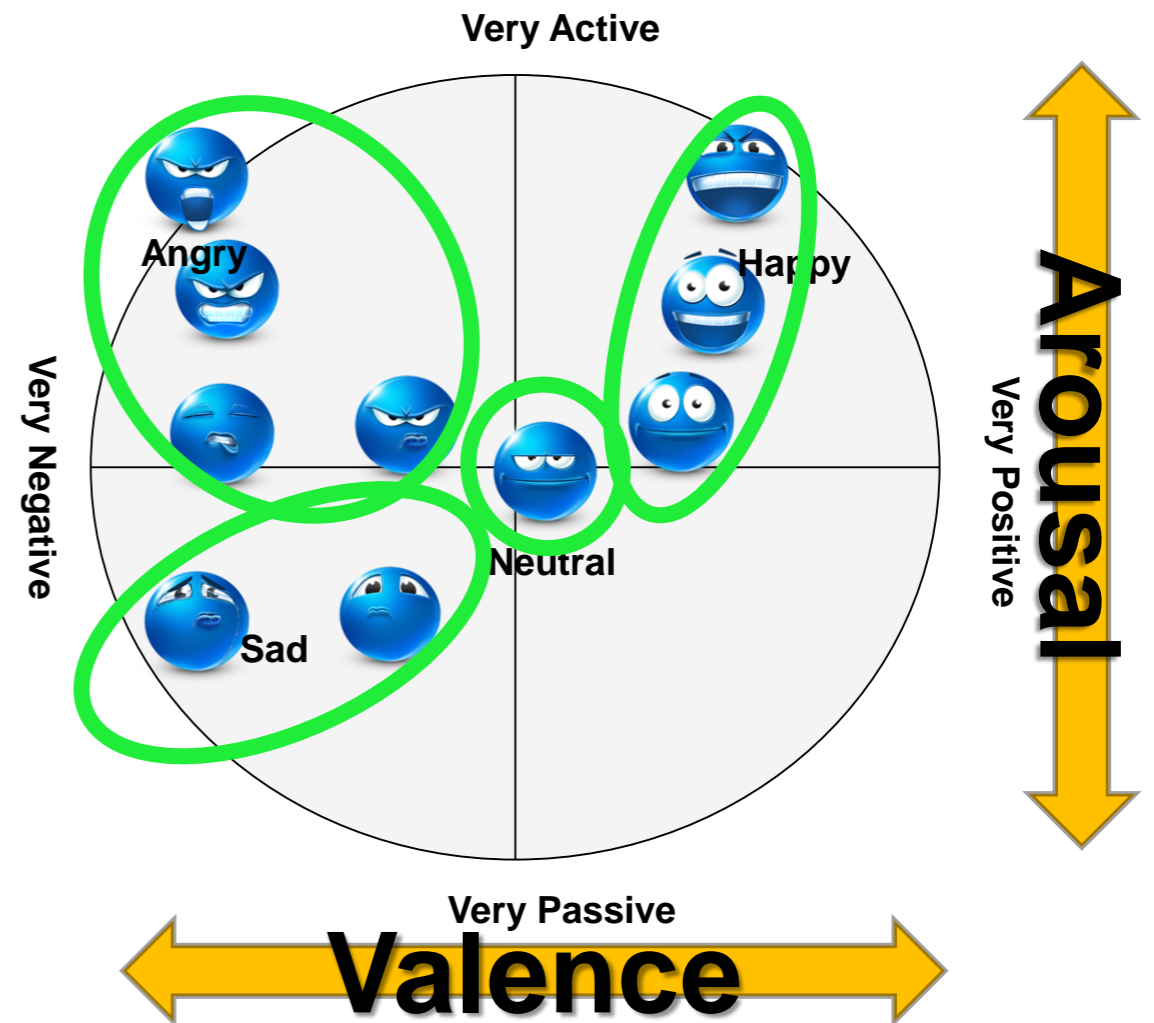 Very Active
Angry
Happy
Very Negative
Very Positive
Arousal
Neutral
Sad
Very Passive
Valence